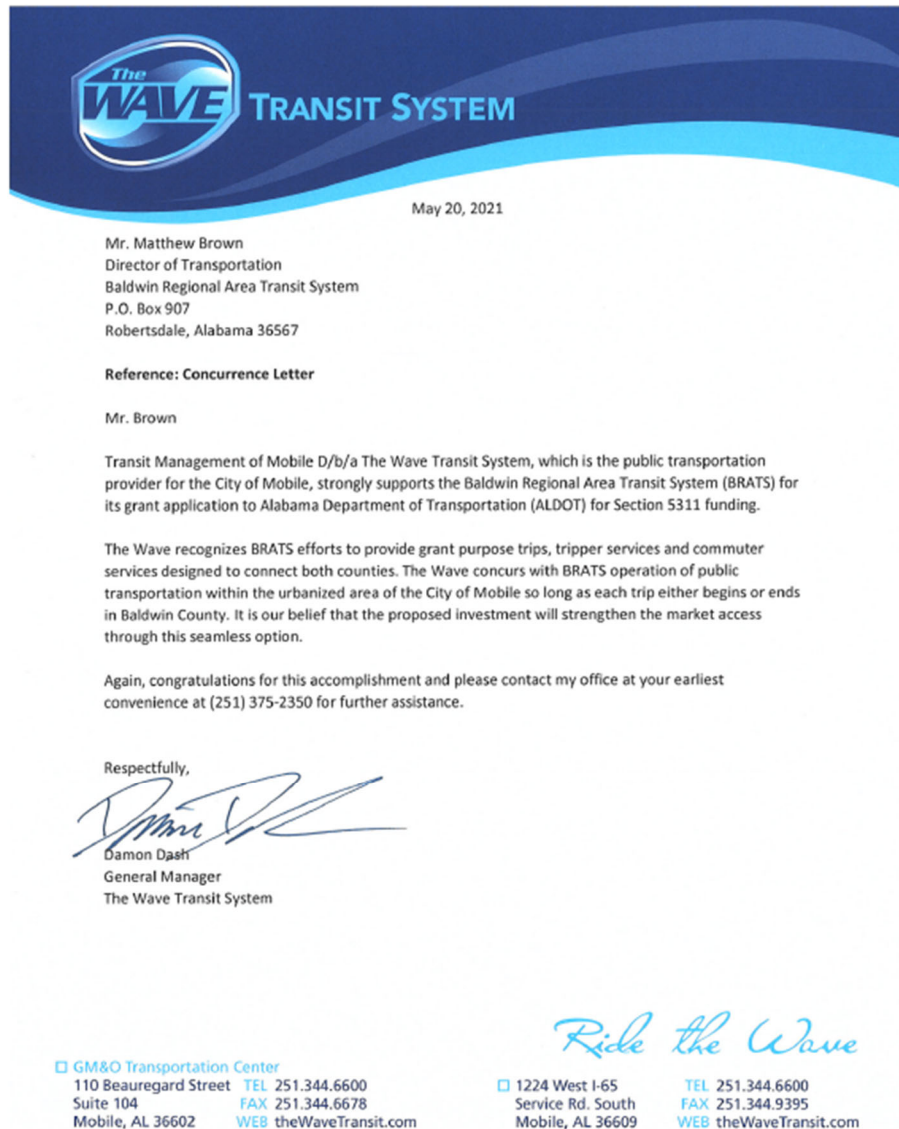 The
WAVE TRANSIT SYSTEM
May 20, 2021
Mr. Matthew Brown
Director of Transportation
Baldwin Regional Area Transit System
P.O. Box 907
Robertsdale, Alabama 36567
Reference: Concurrence Letter
Mr. Brown
Transit Management of Mobile D/b/a The Wave Transit System, which is the public transportation
provider for the City of Mobile, strongly supports the Baldwin Regional Area Transit System (BRATS) for
its grant application to Alabama Department of Transportation (ALDOT) for Section 5311 funding.
The Wave recognizes BRATS efforts to provide grant purpose trips, tripper services and commuter
services designed to connect both counties. The Wave concurs with BRATS operation of public
transportation within the urbanized area of the City of Mobile so long as each trip either begins or ends
in Baldwin County. It is our belief that the proposed investment will strengthen the market access
through this seamless option.
Again, congratulations for this accomplishment and please contact my office at your earliest
convenience at (251) 375-2350 for further assistance.
Respectfully,
Damon Dash
General Manager
The Wave Transit System
Ride the Wave
GM&O Transportation Center
110 Beauregard Street TEL 251.344.6600
Suite 104 FAX 251.344.6678
Mobile, AL 36602 WEB theWaveTransit.com
1224 West I-65 TEL 251.344.6600
Service Rd. South FAX 251.344.9395
Mobile, AL 36609 WEB theWaveTransit.com